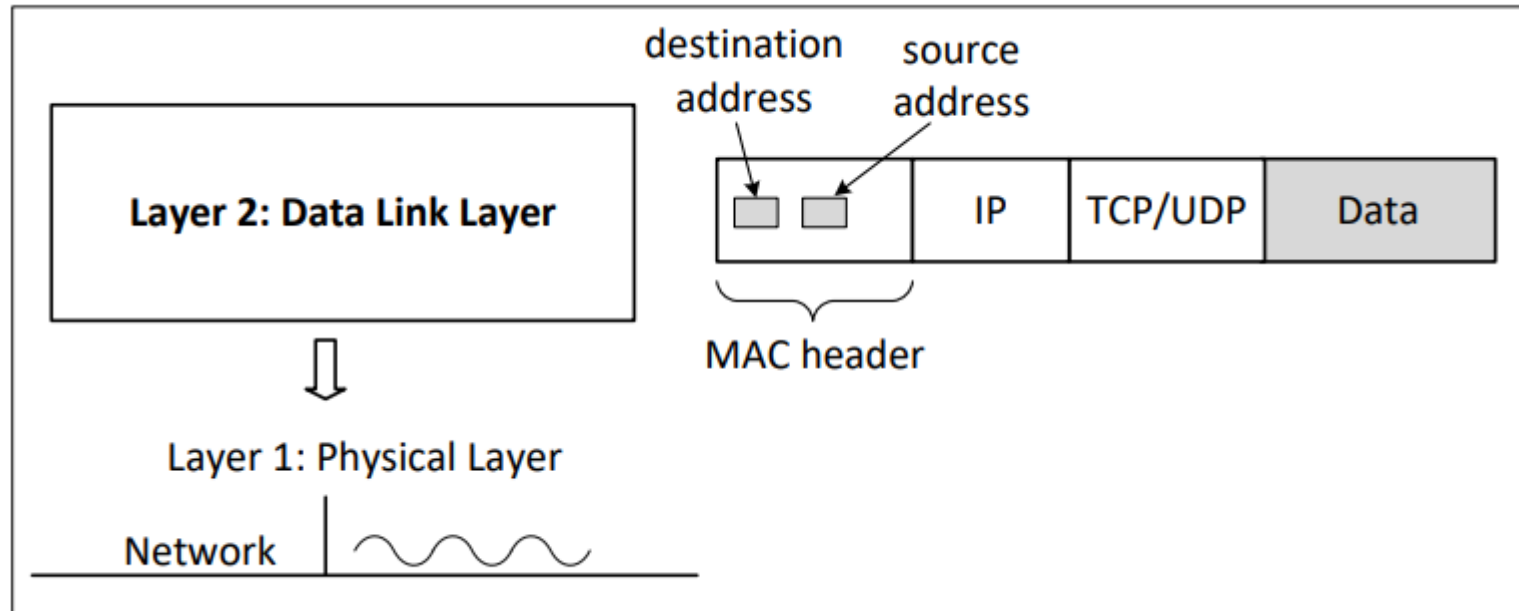 destination
address
source
address
Layer 2: Data Link Layer
IP
TCP/UDP
Data
MAC header
Layer 1: Physical Layer
Network